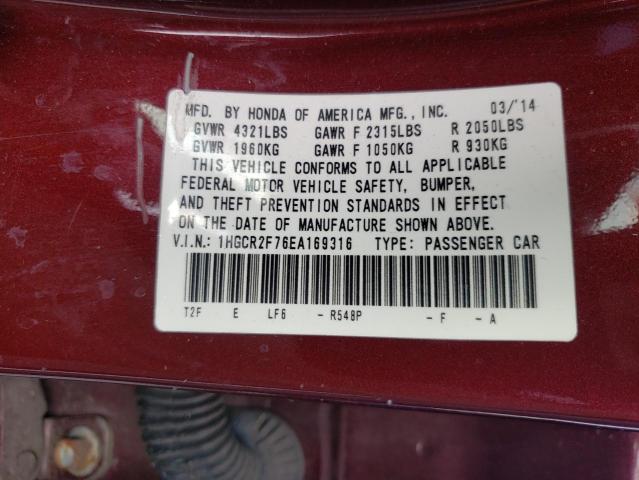 MFD. BY HONDA OF AMERICA MFG., INC. 03/'14
GVWR 4321LBS GAWR F 2315LBS R 2050LBS
GVWR 1960KG GAWR F 1050KG R 930KG
THIS VEHICLE CONFORMS TO ALL APPLICABLE
FEDERAL MOTOR VEHICLE SAFETY, BUMPER,
AND THEFT PREVENTION STANDARDS IN EFFECT
ON THE DATE OF MANUFACTURE SHOWN ABOVE.
V.I.N.: 1HGCR2F76EA169316 TYPE: PASSENGER CAR
T2F E LF6 - R548P - F - A